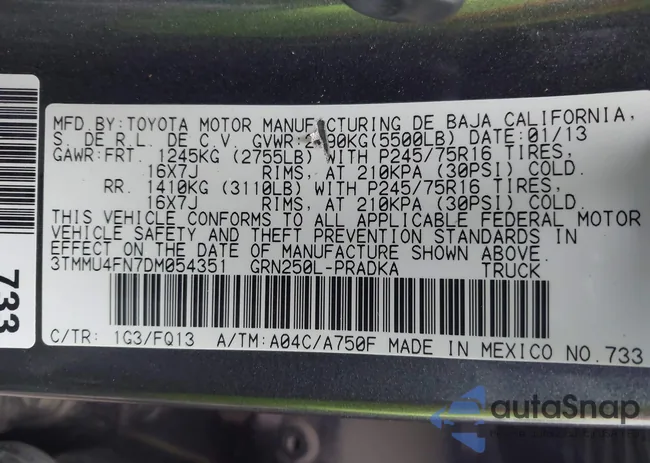 MFD.BY:TOYOTA MOTOR MANUFACTURING DE BAJA CALIFORNIA,
S. DE R.L. DE C.V. DATE:01/13
GAWR:FRT. 1245KG (2755LB) WITH P245/75R16 TIRES,
16X7J RIMS, AT 210KPA (30PSI) COLD.
RR. 1410KG (3110LB) WITH P245/75R16 TIRES,
16X7J RIMS, AT 210KPA (30PSI) COLD.
THIS VEHICLE CONFORMS TO ALL APPLICABLE FEDERAL MOTOR
VEHICLE SAFETY AND THEFT PREVENTION STANDARDS IN
EFFECT ON THE DATE OF MANUFACTURE SHOWN ABOVE.
3TMMU4FN7DM054351 GRN250L-PRADKA TRUCK
C/TR: 1G3/FQ13 A/TM:A04C/A750F MADE IN MEXICO NO.733
733
autoSnap